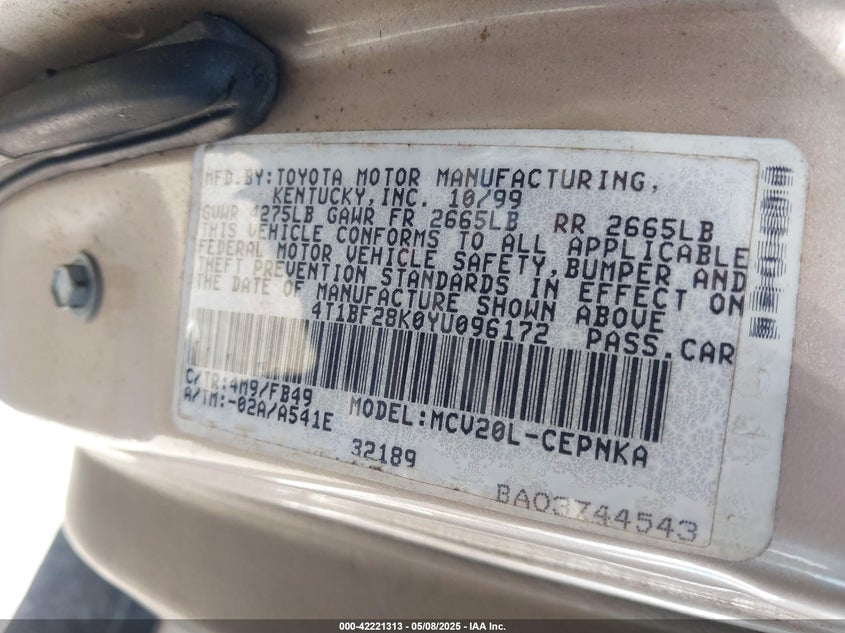 MFD.BY:TOYOTA MOTOR MANUFACTURING,
KENTUCKY,INC. 10/99
GVWR 4275LB GAWR FR 2665LB RR 2665LB
THIS VEHICLE CONFORMS TO ALL APPLICABLE
FEDERAL MOTOR VEHICLE SAFETY,BUMPER AND
THEFT PREVENTION STANDARDS IN EFFECT ON
THE DATE OF MANUFACTURE SHOWN ABOVE
4T1BF28K0YU096172 PASS.CAR
C/TR:4M9/FB49
A/TM:-02A/A541E MODEL:MCV20L-CEPNKA
32189
BA03744543
000-42221313 - 05/08/2025 - IAA Inc.